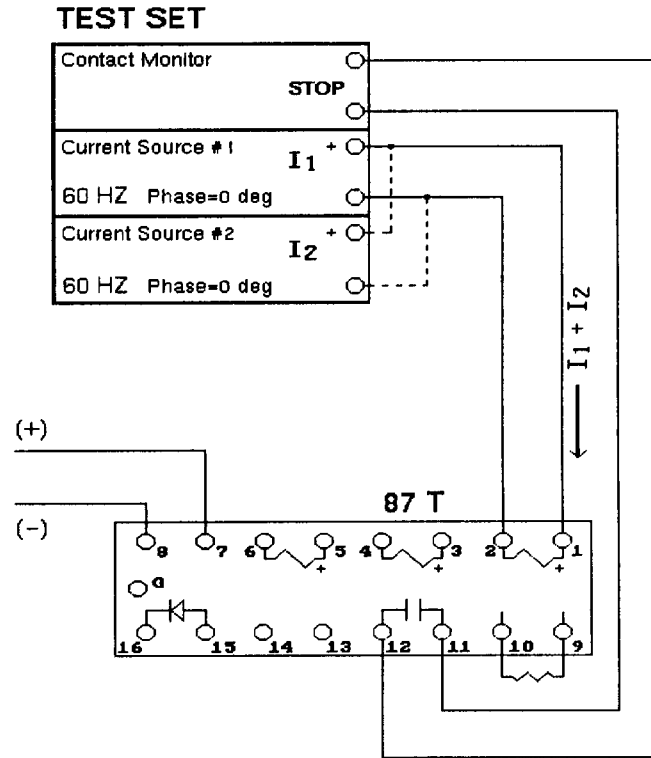 TEST SET
Contact Monitor
STOP
Current Source #1
I1
+
60 HZ Phase=0 deg
Current Source #2
I2
+
60 HZ Phase=0 deg
I1 + I2
(+)
(-)
87 T
8 7 6 5 4 3 2 1
+ + +
G
16 15 14 13 12 11 10 9